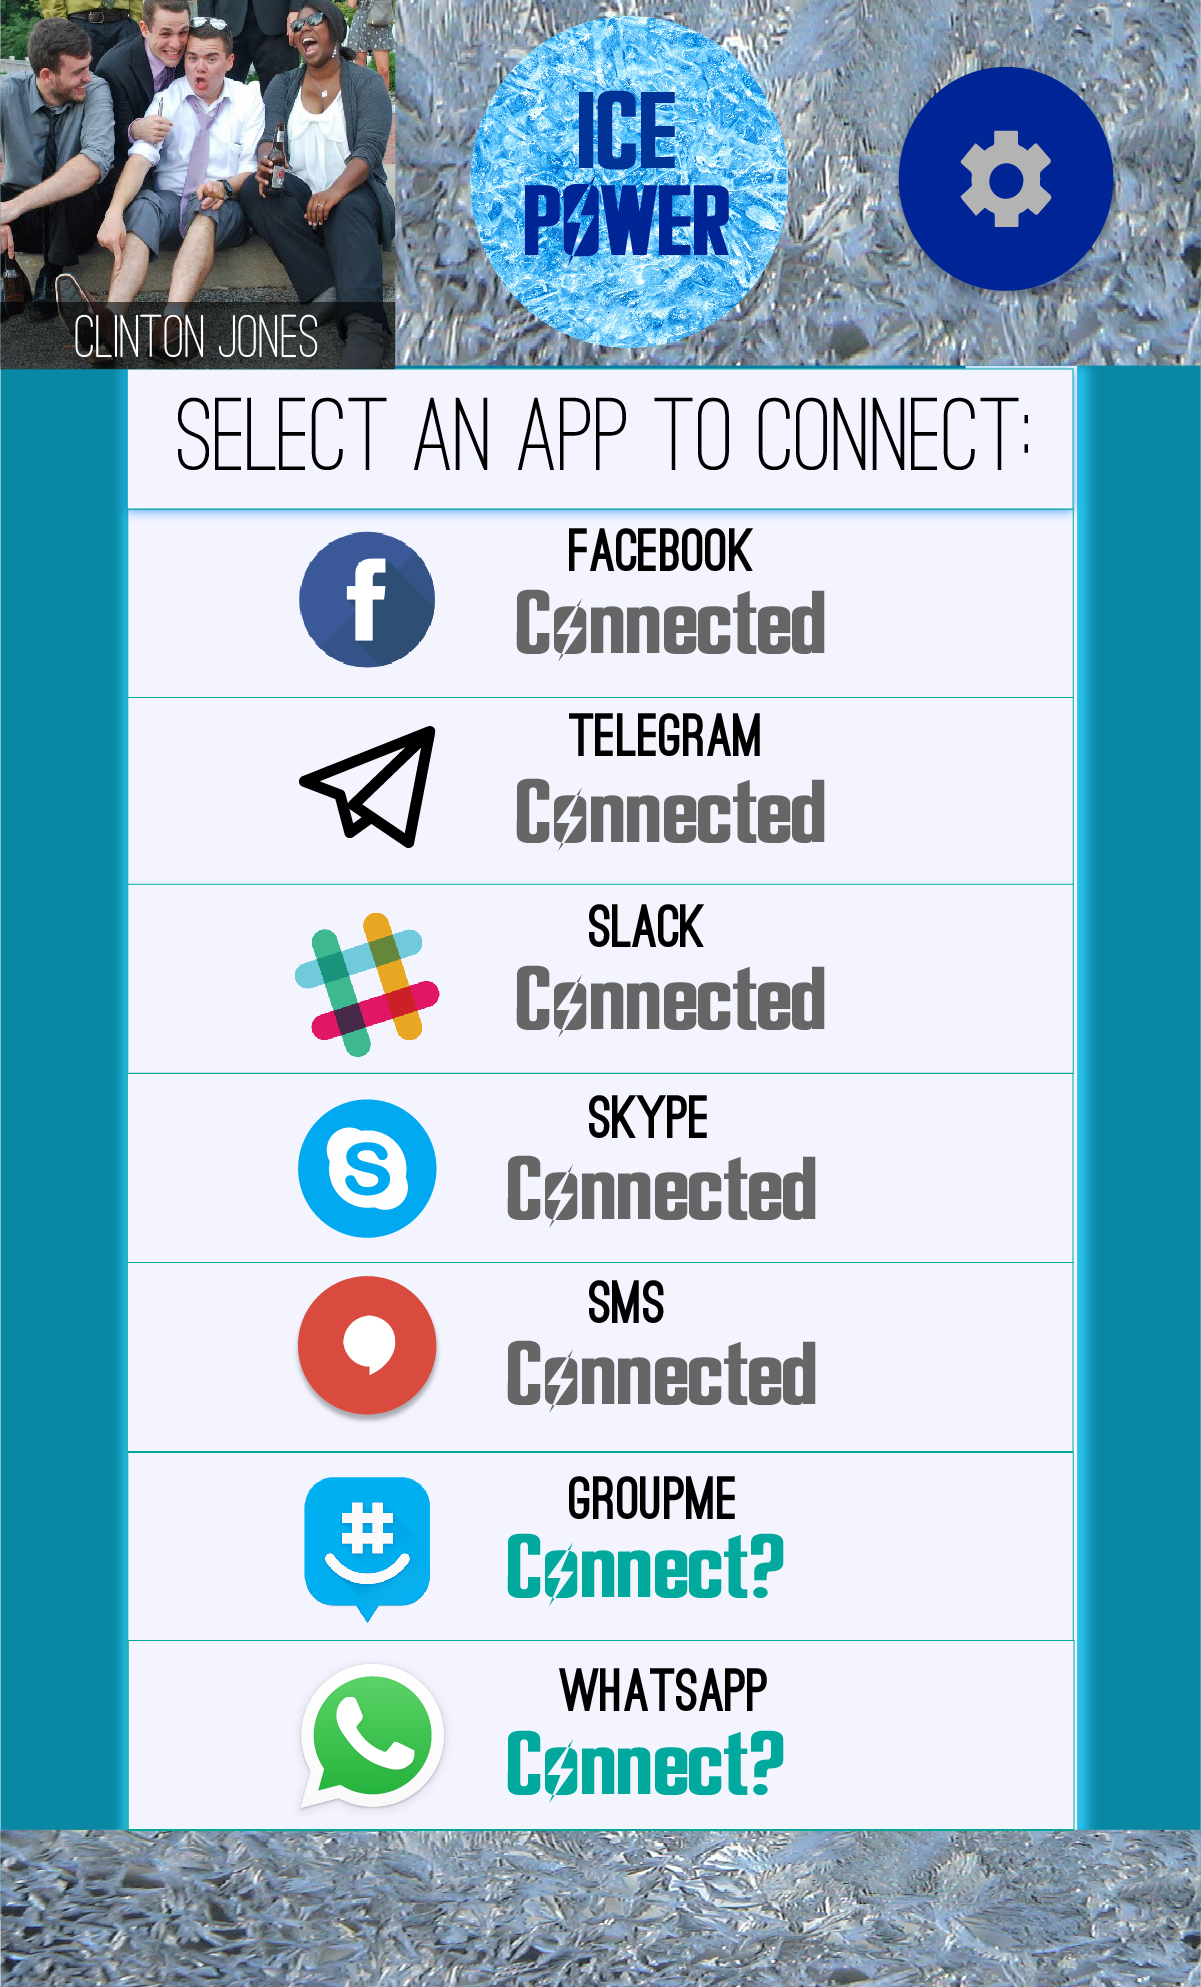 ICE
POWER
CLINTON JONES
SELECT AN APP TO CONNECT:
FACEBOOK
Connected
TELEGRAM
Connected
SLACK
Connected
SKYPE
Connected
SMS
Connected
GROUPME
Connect?
WHATSAPP
Connect?